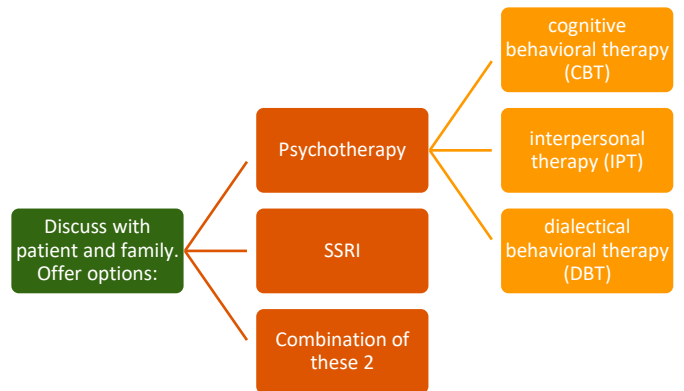 Discuss with
patient and family.
Offer options:
Psychotherapy
SSRI
Combination of
these 2
cognitive
behavioral therapy
(CBT)
interpersonal
therapy (IPT)
dialectical
behavioral therapy
(DBT)